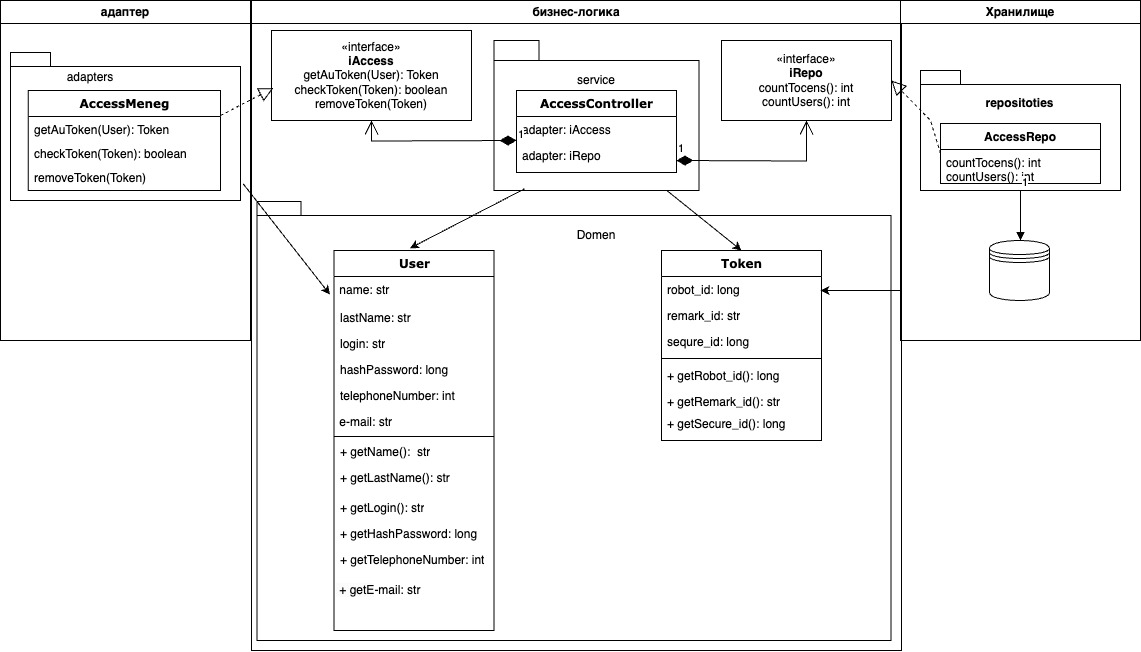 адаптер
бизнес-логика
Хранилище
adapters
AccessMeneg
getAuToken(User): Token
checkToken(Token): boolean
removeToken(Token)
«interface»
iAccess
getAuToken(User): Token
checkToken(Token): boolean
removeToken(Token)
service
AccessController
1
adapter: iAccess
adapter: iRepo
1
«interface»
iRepo
countTocens(): int
countUsers(): int
repositoties
AccessRepo
countTocens(): int
countUsers(): int
1
Domen
User
name: str
lastName: str
login: str
hashPassword: long
telephoneNumber: int
e-mail: str
+ getName(): str
+ getLastName(): str
+ getLogin(): str
+ getHashPassword: long
+ getTelephoneNumber: int
+ getE-mail: str
Token
robot_id: long
remark_id: str
sequre_id: long
+ getRobot_id(): long
+ getRemark_id(): str
+ getSecure_id(): long